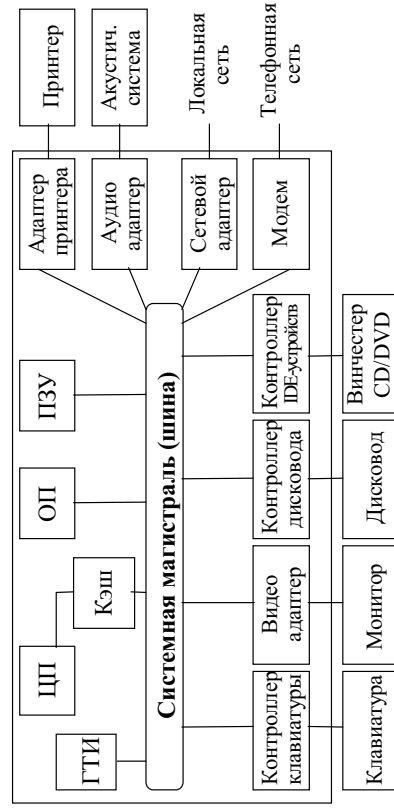 ЦП
ОП
ПЗУ
ГТИ
Кэш
Системная магистраль (шина)
Адаптер
принтера
Принтер
Аудио
адаптер
Акустич.
система
Сетевой
адаптер
Локальная
сеть
Модем
Телефонная
сеть
Контроллер
клавиатуры
Видео
адаптер
Контроллер
дисковода
Контроллер
IDE-устройств
Клавиатура
Монитор
Дисковод
Винчестер
CD/DVD